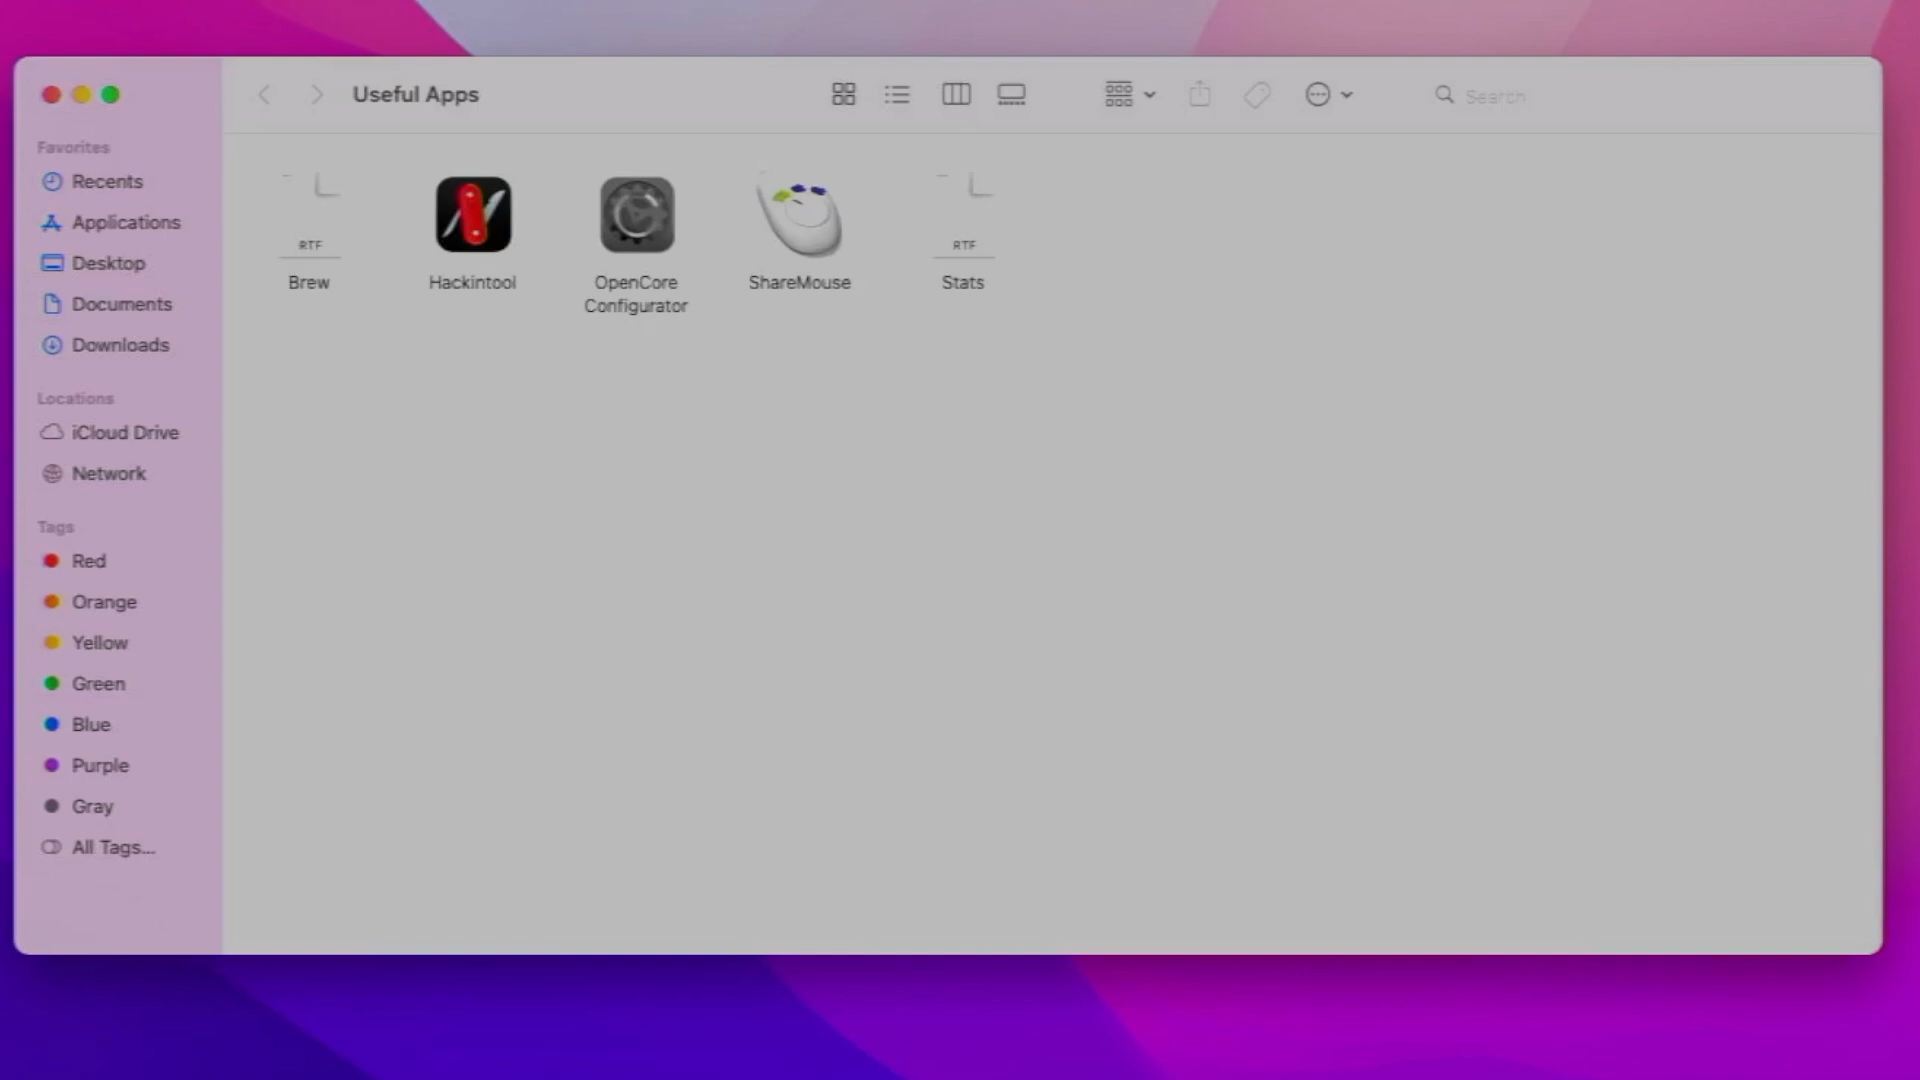 Useful Apps
Search
Favorites
Recents
Applications
Desktop
Documents
Downloads
Locations
iCloud Drive
Network
Tags
Red
Orange
Yellow
Green
Blue
Purple
Gray
All Tags...
RTF
Brew
Hackintool
OpenCore
Configurator
ShareMouse
RTF
Stats